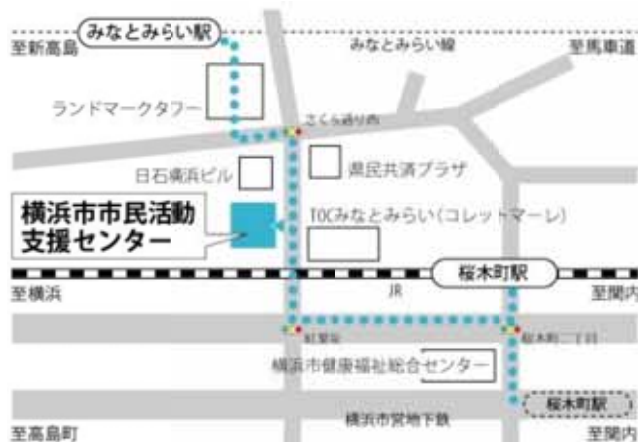 みなとみらい駅
至新高島
みなとみらい線
至馬車道
ランドマークタワー
さくら通り西
日石横浜ビル
県民共済プラザ
横浜市市民活動
支援センター
TOCみなとみらい(コレットマーレ)
桜木町駅
至横浜
JR
至関内
紅葉坂
桜木町二丁目
横浜市健康福祉総合センター
桜木町駅
横浜市営地下鉄
至高島町
至関内